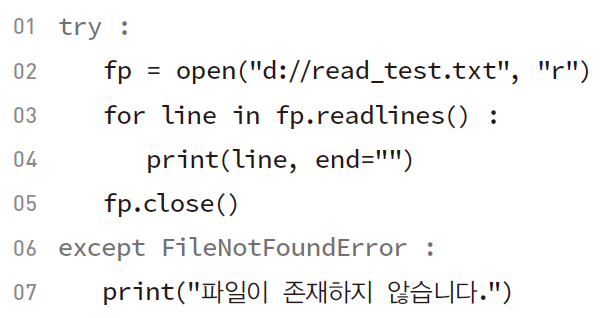 01 try :
02 fp = open("d://read_test.txt", "r")
03 for line in fp.readlines() :
04 print(line, end="")
05 fp.close()
06 except FileNotFoundError :
07 print("파일이 존재하지 않습니다.")